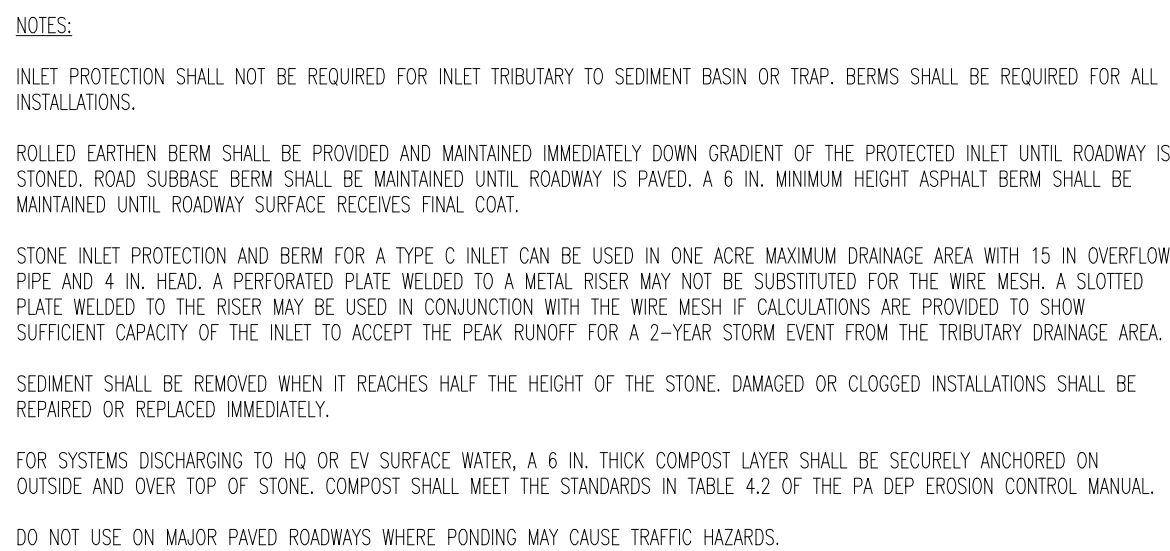 NOTES:
INLET PROTECTION SHALL NOT BE REQUIRED FOR INLET TRIBUTARY TO SEDIMENT BASIN OR TRAP. BERMS SHALL BE REQUIRED FOR ALL
INSTALLATIONS.
ROLLED EARTHEN BERM SHALL BE PROVIDED AND MAINTAINED IMMEDIATELY DOWN GRADIENT OF THE PROTECTED INLET UNTIL ROADWAY IS
STONED. ROAD SUBBASE BERM SHALL BE MAINTAINED UNTIL ROADWAY IS PAVED. A 6 IN. MINIMUM HEIGHT ASPHALT BERM SHALL BE
MAINTAINED UNTIL ROADWAY SURFACE RECEIVES FINAL COAT.
STONE INLET PROTECTION AND BERM FOR A TYPE C INLET CAN BE USED IN ONE ACRE MAXIMUM DRAINAGE AREA WITH 15 IN OVERFLOW
PIPE AND 4 IN. HEAD. A PERFORATED PLATE WELDED TO A METAL RISER MAY NOT BE SUBSTITUTED FOR THE WIRE MESH. A SLOTTED
PLATE WELDED TO THE RISER MAY BE USED IN CONJUNCTION WITH THE WIRE MESH IF CALCULATIONS ARE PROVIDED TO SHOW
SUFFICIENT CAPACITY OF THE INLET TO ACCEPT THE PEAK RUNOFF FOR A 2-YEAR STORM EVENT FROM THE TRIBUTARY DRAINAGE AREA.
SEDIMENT SHALL BE REMOVED WHEN IT REACHES HALF THE HEIGHT OF THE STONE. DAMAGED OR CLOGGED INSTALLATIONS SHALL BE
REPAIRED OR REPLACED IMMEDIATELY.
FOR SYSTEMS DISCHARGING TO HQ OR EV SURFACE WATER, A 6 IN. THICK COMPOST LAYER SHALL BE SECURELY ANCHORED ON
OUTSIDE AND OVER TOP OF STONE. COMPOST SHALL MEET THE STANDARDS IN TABLE 4.2 OF THE PA DEP EROSION CONTROL MANUAL.
DO NOT USE ON MAJOR PAVED ROADWAYS WHERE PONDING MAY CAUSE TRAFFIC HAZARDS.